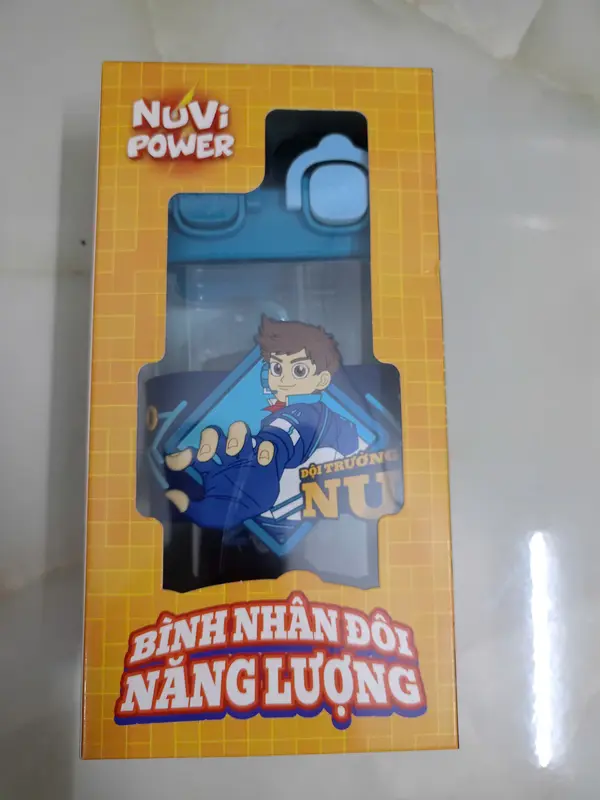 NuVi
POWER
ĐỘI TRƯỞNG
NU
BÌNH NHÂN ĐÔI
NĂNG LƯỢNG